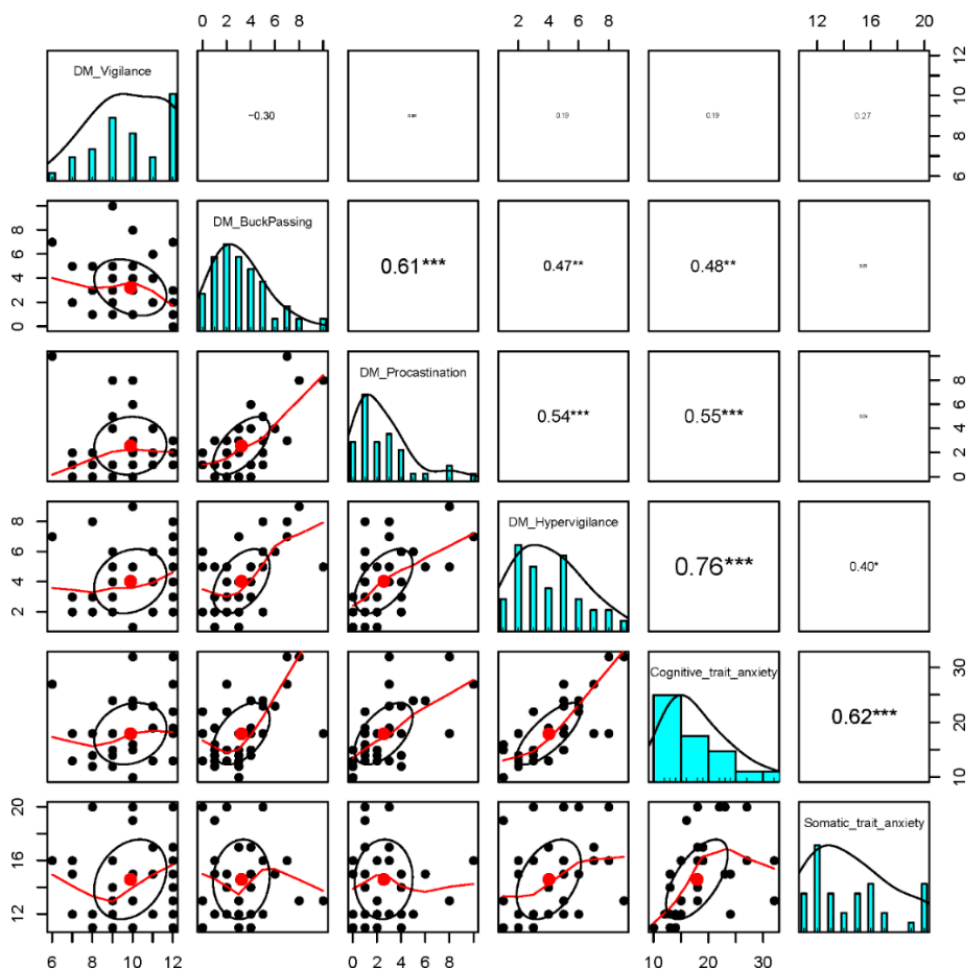 0 2 4 6 8
2 4 6 8
12 16 20
DM_Vigilance
−0.30
0.19
0.19
0.27
6 8 10 12
0 2 4 6 8
DM_BuckPassing
0.61***
0.47**
0.48**
DM_Procastination
0.54***
0.55***
0 2 4 6 8
2 4 6 8
DM_Hypervigilance
0.76***
0.40*
Cognitive_trait_anxiety
0.62***
10 20 30
12 16 20
Somatic_trait_anxiety
6 8 10 12
0 2 4 6 8
10 20 30